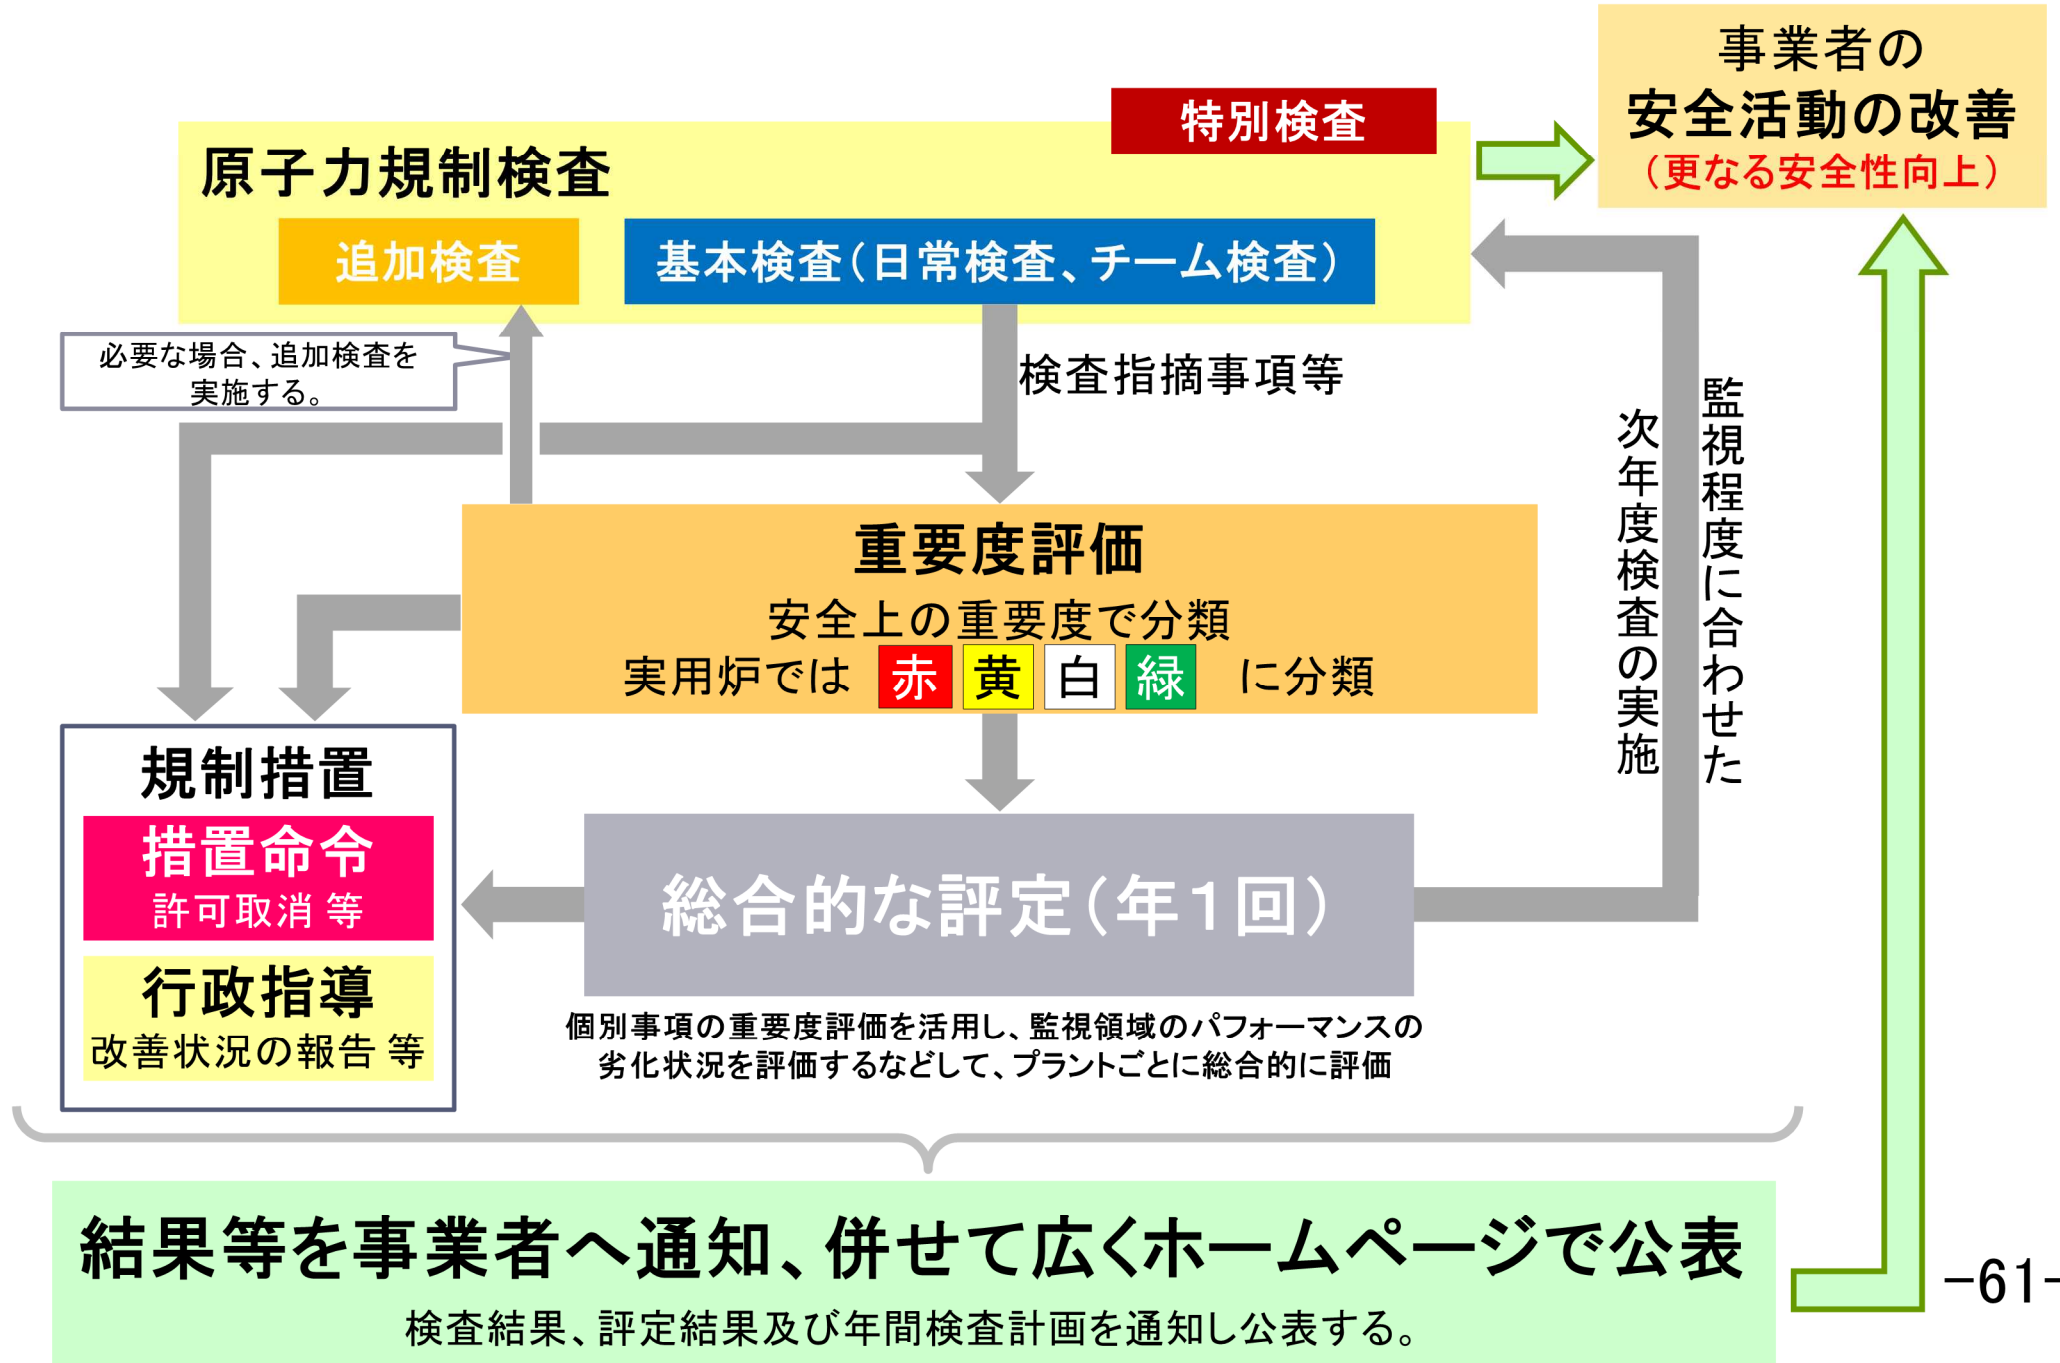 事業者の
安全活動の改善
（更なる安全性向上）
特別検査
原子力規制検査
追加検査
基本検査（日常検査、チーム検査）
必要な場合、追加検査を
実施する。
検査指摘事項等
監視程度に合わせた
次年度検査の実施
重要度評価
安全上の重要度で分類
実用炉では 赤 黄 白 緑 に分類
規制措置
措置命令
許可取消 等
行政指導
改善状況の報告 等
総合的な評定（年１回）
個別事項の重要度評価を活用し、監視領域のパフォーマンスの
劣化状況を評価するなどして、プラントごとに総合的に評価
結果等を事業者へ通知、併せて広くホームページで公表
検査結果、評定結果及び年間検査計画を通知し公表する。
-61-